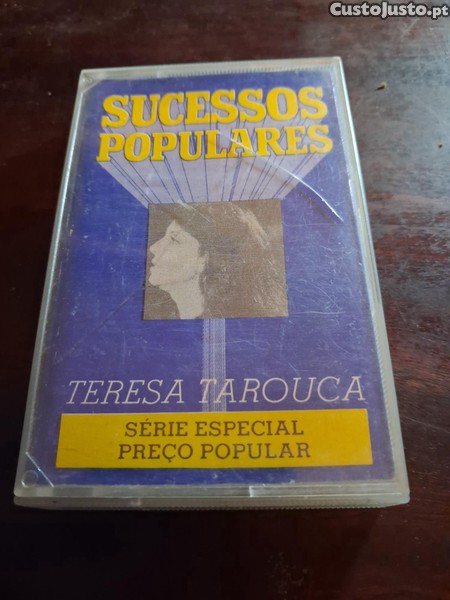 CustoJusto.pt
SUCESSOS
POPULARES
TERESA TAROUCA
SÉRIE ESPECIAL
PREÇO POPULAR